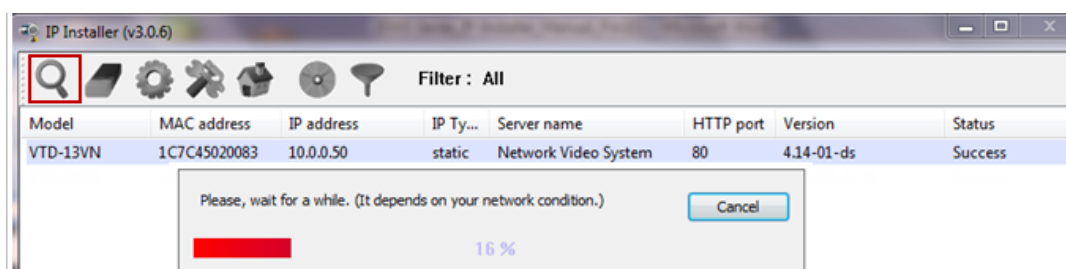 IP Installer (v3.0.6)
Filter : All
Model MAC address IP address IP Ty... Server name HTTP port Version Status
VTD-13VN 1C7C45020083 10.0.0.50 static Network Video System 80 4.14-01-ds Success
Please, wait for a while. (It depends on your network condition.) Cancel
16 %